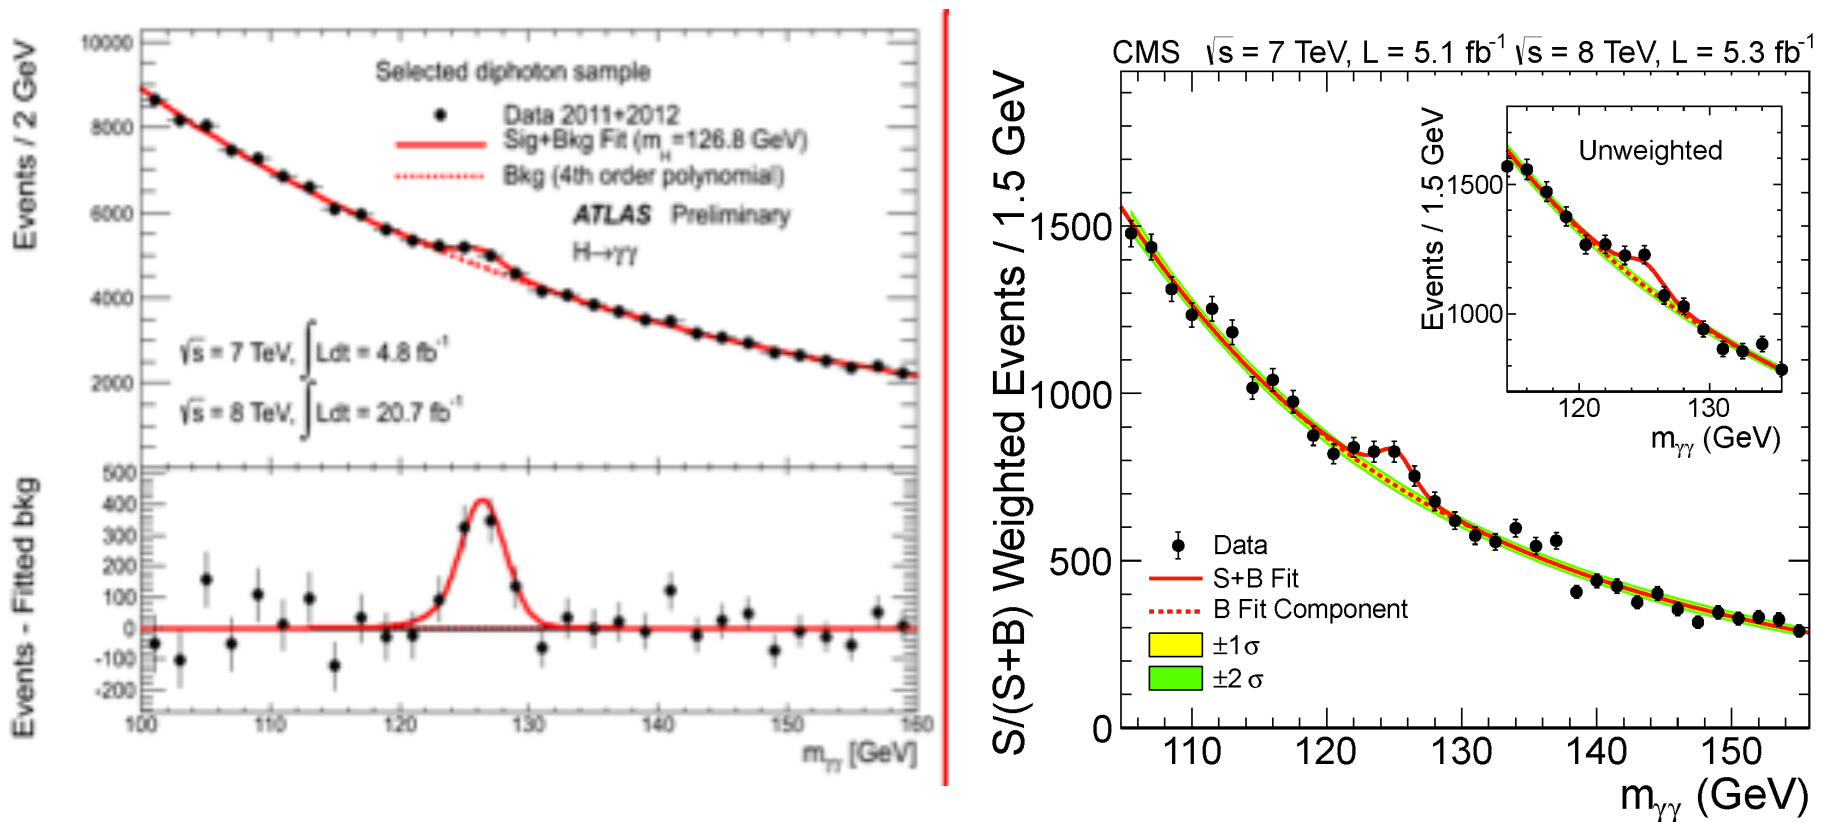 10000
8000
6000
4000
2000
Events / 2 GeV
Selected diphoton sample
Data 2011+2012
Sig+Bkg Fit (m_H=126.8 GeV)
Bkg (4th order polynomial)
ATLAS Preliminary
H→γγ
√s = 7 TeV, ∫Ldt = 4.8 fb⁻¹
√s = 8 TeV, ∫Ldt = 20.7 fb⁻¹
Events - Fitted bkg
500
400
300
200
100
0
-100
-200
100 110 120 130 140 150 160
m_γγ [GeV]
CMS √s = 7 TeV, L = 5.1 fb⁻¹ √s = 8 TeV, L = 5.3 fb⁻¹
S/(S+B) Weighted Events / 1.5 GeV
1500
1000
500
0
Events / 1.5 GeV
Unweighted
1500
1000
120 130
m_γγ (GeV)
Data
S+B Fit
B Fit Component
±1σ
±2 σ
110 120 130 140 150
m_γγ (GeV)